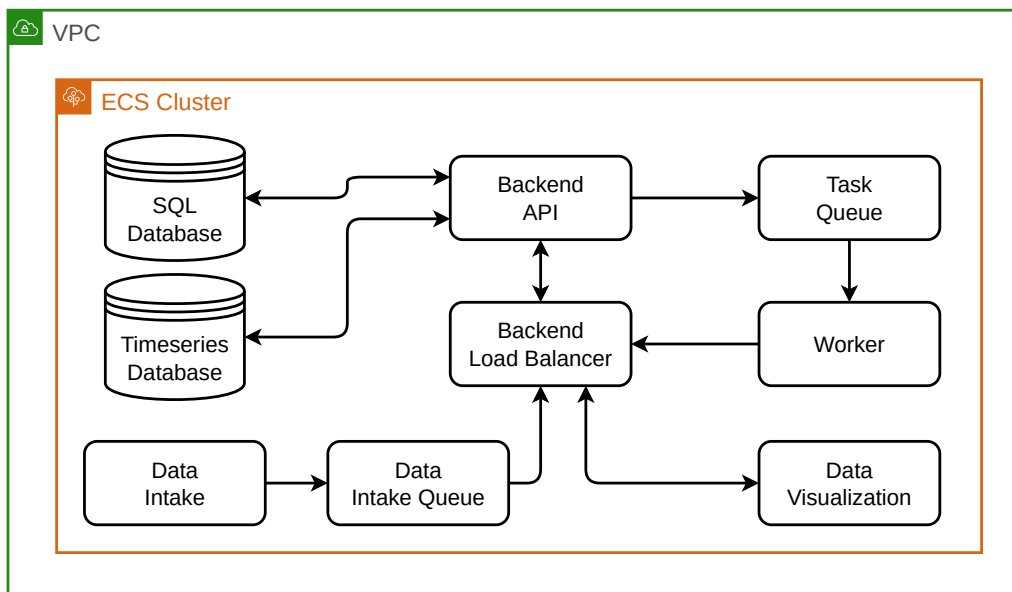 VPC
ECS Cluster
SQL
Database
Backend
API
Task
Queue
Timeseries
Database
Backend
Load Balancer
Worker
Data
Intake
Data
Intake Queue
Data
Visualization